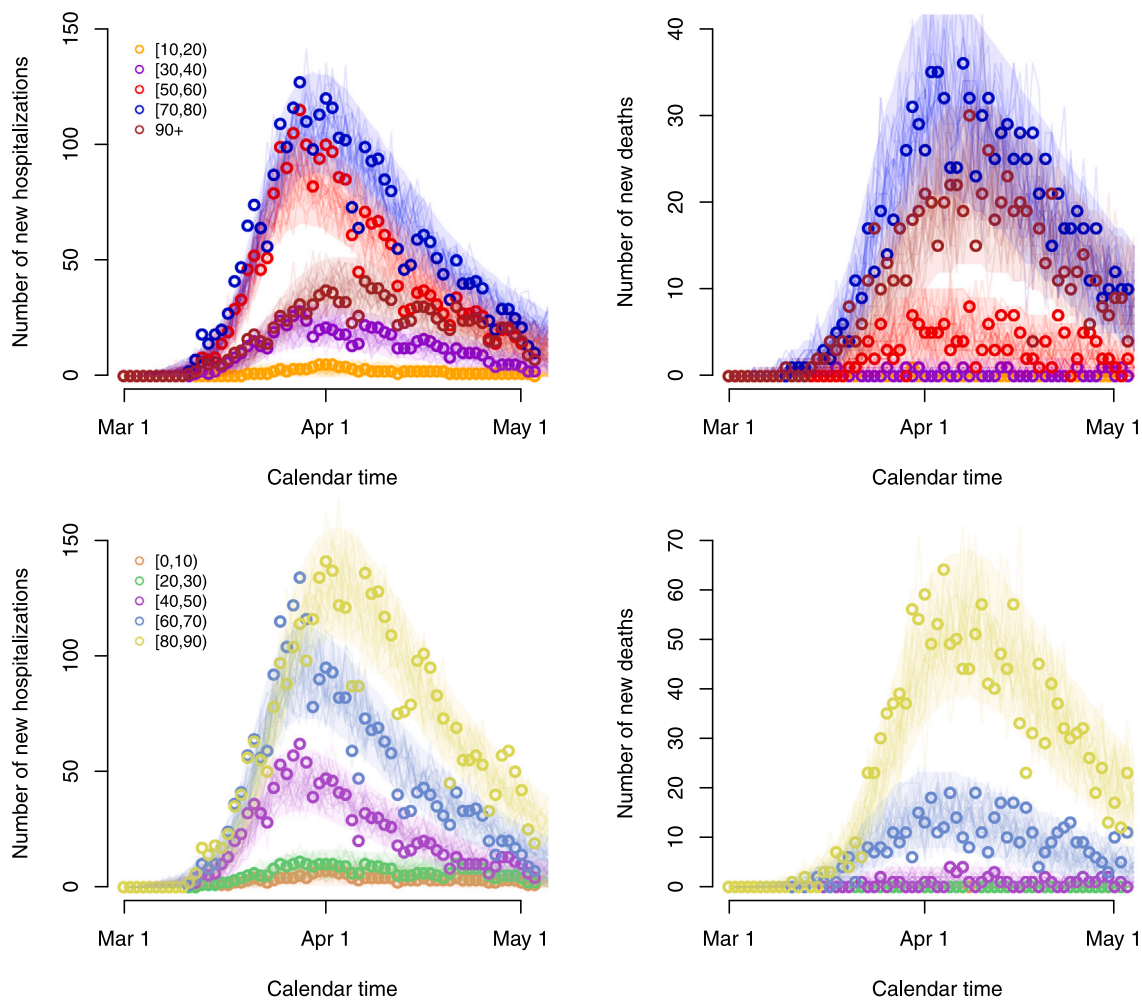 Number of new hospitalizations
150
100
50
0
[10,20)
[30,40)
[50,60)
[70,80)
90+
Mar 1
Apr 1
May 1
Calendar time
Number of new deaths
40
30
20
10
0
Mar 1
Apr 1
May 1
Calendar time
Number of new hospitalizations
150
100
50
0
[0,10)
[20,30)
[40,50)
[60,70)
[80,90)
Mar 1
Apr 1
May 1
Calendar time
Number of new deaths
70
60
50
40
30
20
10
0
Mar 1
Apr 1
May 1
Calendar time